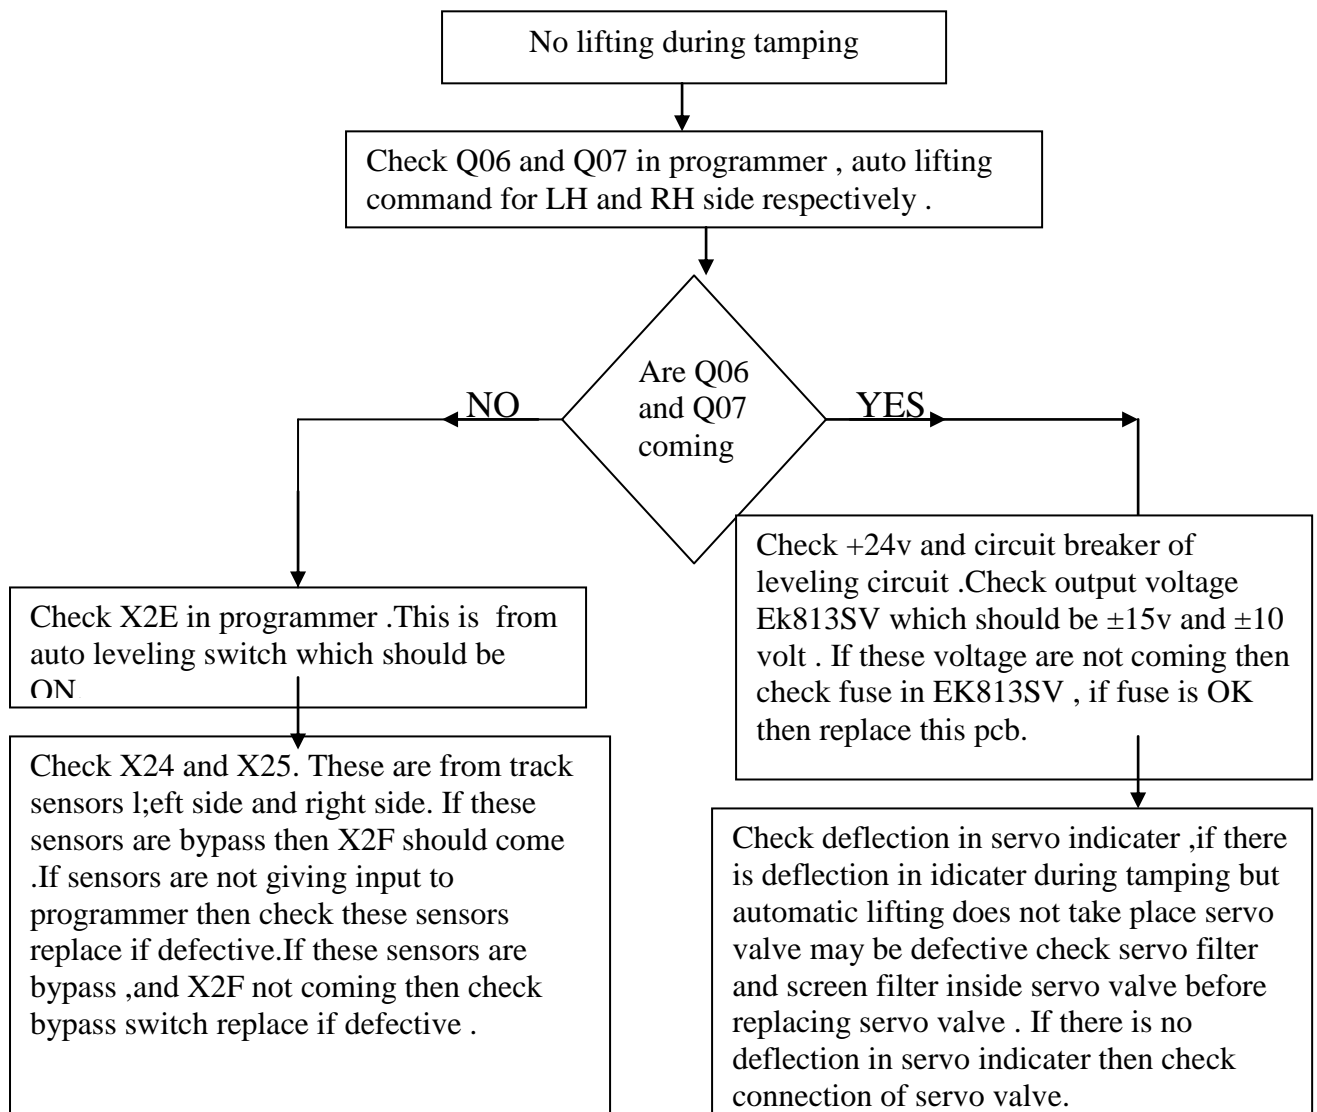 No lifting during tamping
Check Q06 and Q07 in programmer , auto lifting
command for LH and RH side respectively .
Are Q06
and Q07
coming
NO
YES
Check X2E in programmer .This is  from
auto leveling switch which should be
ON
Check X24 and X25. These are from track
sensors l;eft side and right side. If these
sensors are bypass then X2F should come
.If sensors are not giving input to
programmer then check these sensors
replace if defective.If these sensors are
bypass ,and X2F not coming then check
bypass switch replace if defective .
Check +24v and circuit breaker of
leveling circuit .Check output voltage
Ek813SV which should be ±15v and ±10
volt . If these voltage are not coming then
check fuse in EK813SV , if fuse is OK
then replace this pcb.
Check deflection in servo indicater ,if there
is deflection in idicater during tamping but
automatic lifting does not take place servo
valve may be defective check servo filter
and screen filter inside servo valve before
replacing servo valve . If there is no
deflection in servo indicater then check
connection of servo valve.